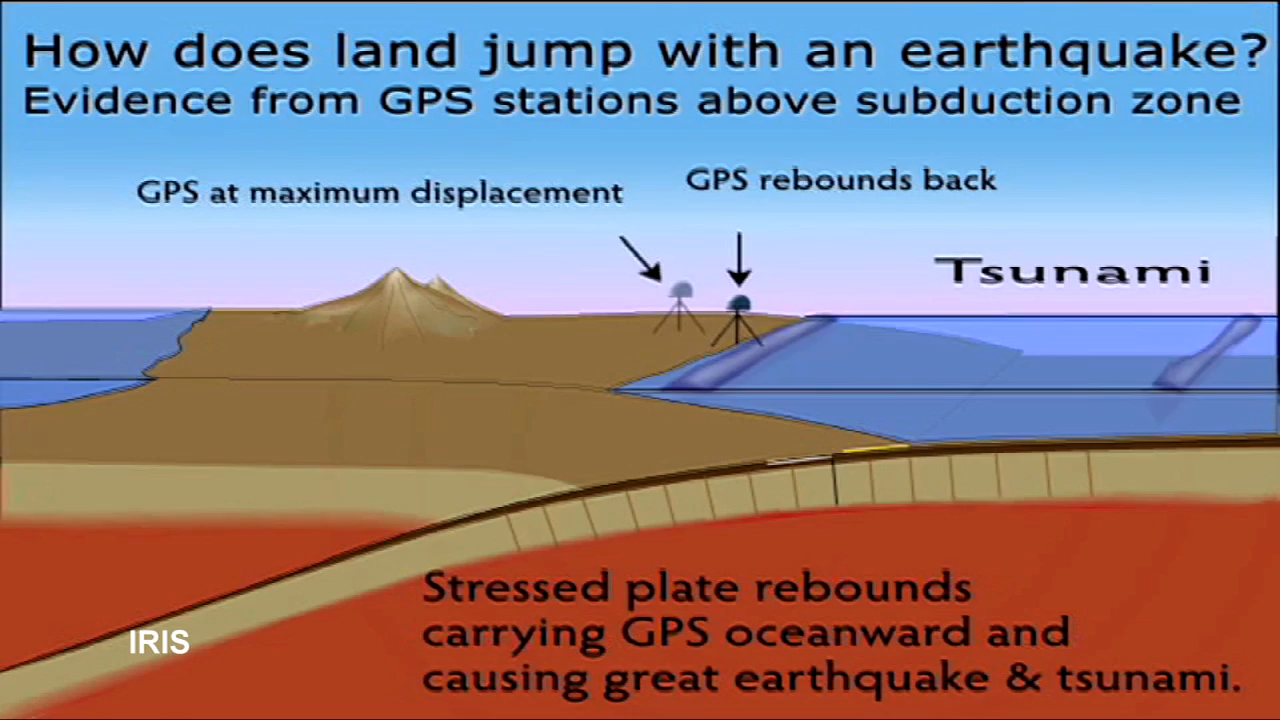 How does land jump with an earthquake?
Evidence from GPS stations above subduction zone
GPS at maximum displacement
GPS rebounds back
Tsunami
Stressed plate rebounds
carrying GPS oceanward and
causing great earthquake & tsunami.
IRIS